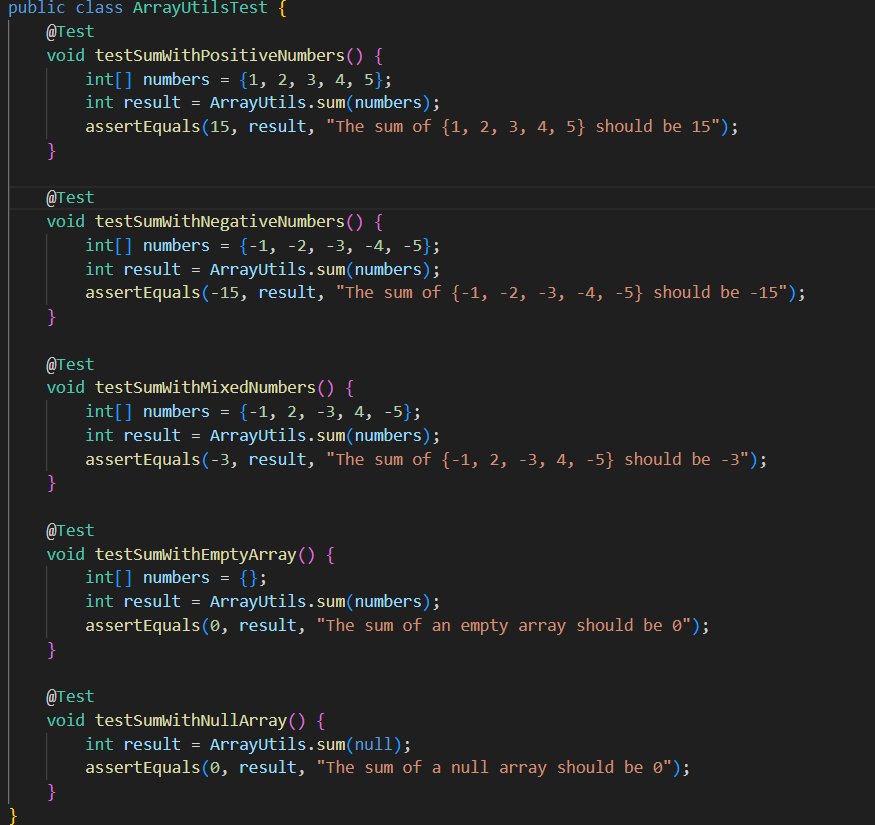 public class ArrayUtilsTest {
    @Test
    void testSumWithPositiveNumbers() {
        int[] numbers = {1, 2, 3, 4, 5};
        int result = ArrayUtils.sum(numbers);
        assertEquals(15, result, "The sum of {1, 2, 3, 4, 5} should be 15");
    }

    @Test
    void testSumWithNegativeNumbers() {
        int[] numbers = {-1, -2, -3, -4, -5};
        int result = ArrayUtils.sum(numbers);
        assertEquals(-15, result, "The sum of {-1, -2, -3, -4, -5} should be -15");
    }

    @Test
    void testSumWithMixedNumbers() {
        int[] numbers = {-1, 2, -3, 4, -5};
        int result = ArrayUtils.sum(numbers);
        assertEquals(-3, result, "The sum of {-1, 2, -3, 4, -5} should be -3");
    }

    @Test
    void testSumWithEmptyArray() {
        int[] numbers = {};
        int result = ArrayUtils.sum(numbers);
        assertEquals(0, result, "The sum of an empty array should be 0");
    }

    @Test
    void testSumWithNullArray() {
        int result = ArrayUtils.sum(null);
        assertEquals(0, result, "The sum of a null array should be 0");
    }
}